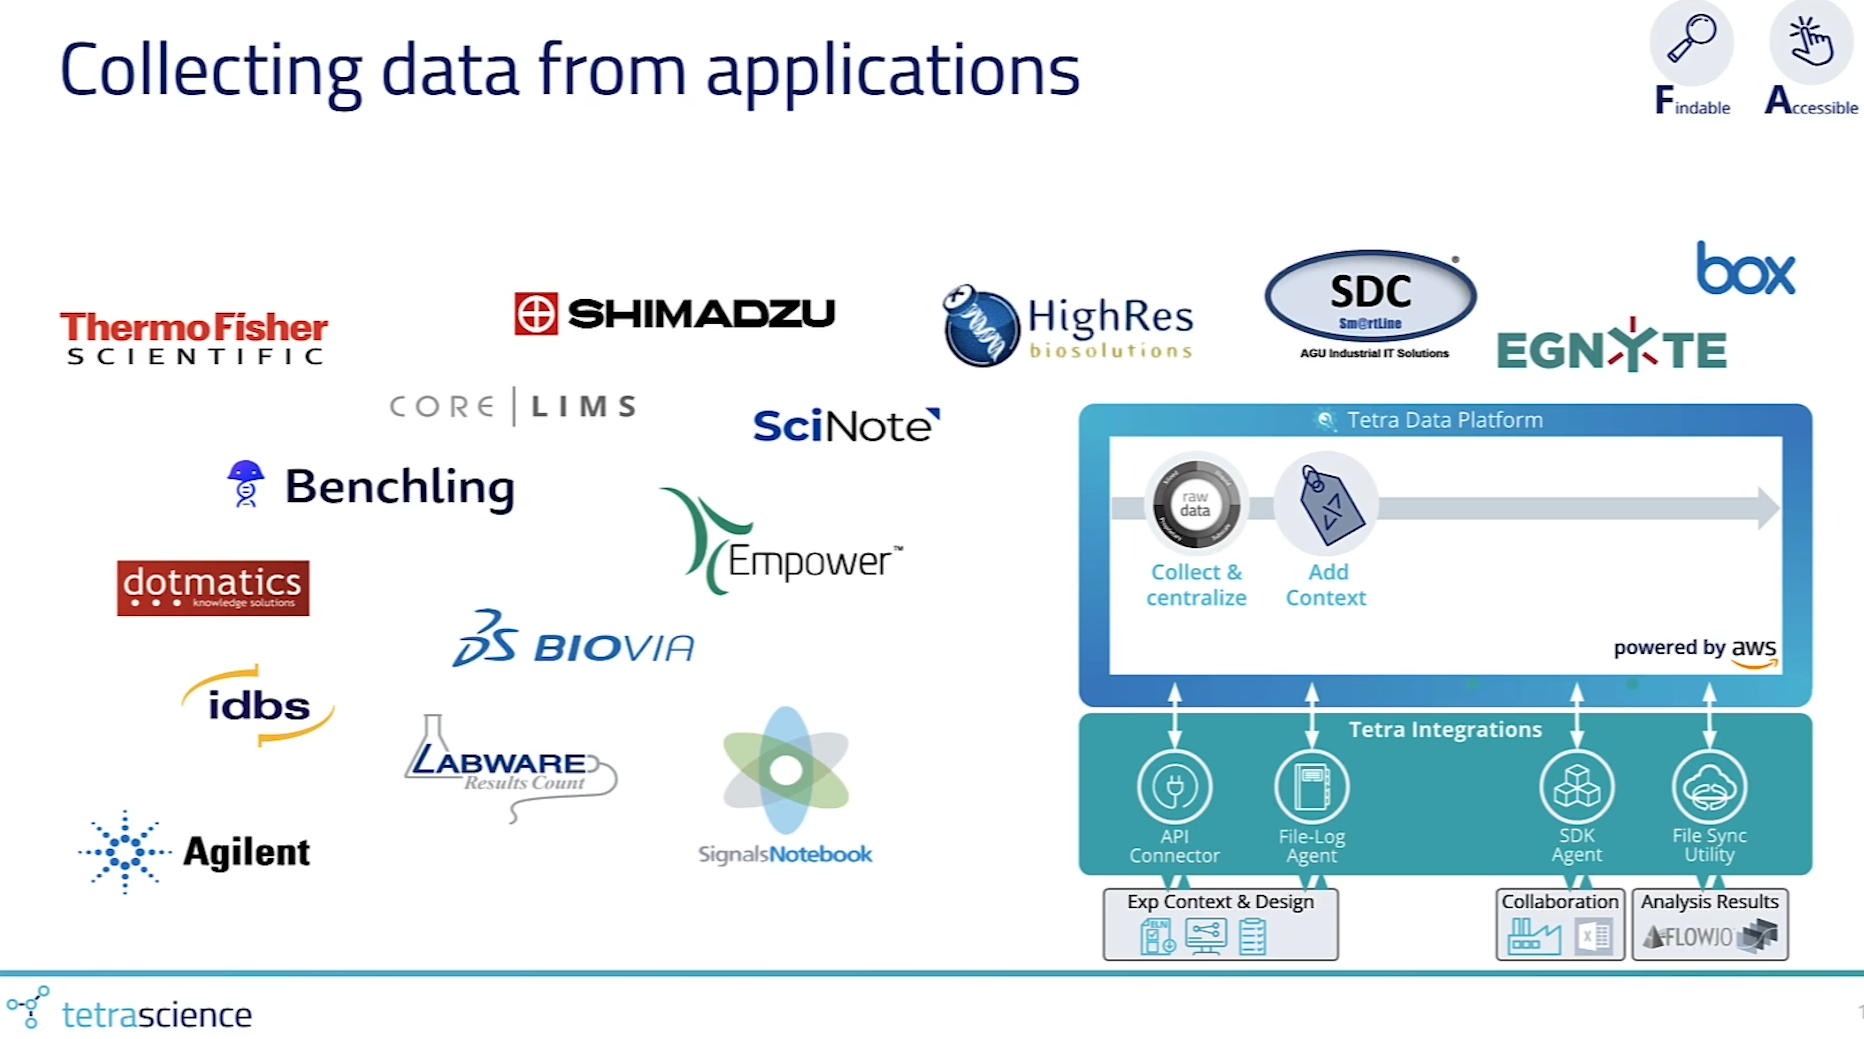 Collecting data from applications
Findable
Accessible
box
SDC
Sm@rtLine
®
AGU Industrial IT Solutions
EGNYTE
HighRes
biosolutions
SHIMADZU
ThermoFisher
SCIENTIFIC
CORE | LIMS
SciNote
Benchling
Empower™
dotmatics
knowledge solutions
BIOVIA
idbs
LABWARE
Results Count
SignalsNotebook
Agilent
Tetra Data Platform
raw
data
Collect &
centralize
Add
Context
powered by aws
Tetra Integrations
API
Connector
File-Log
Agent
SDK
Agent
File Sync
Utility
Exp Context & Design
ELN
Collaboration
X
Analysis Results
FLOWJO
tetrascience